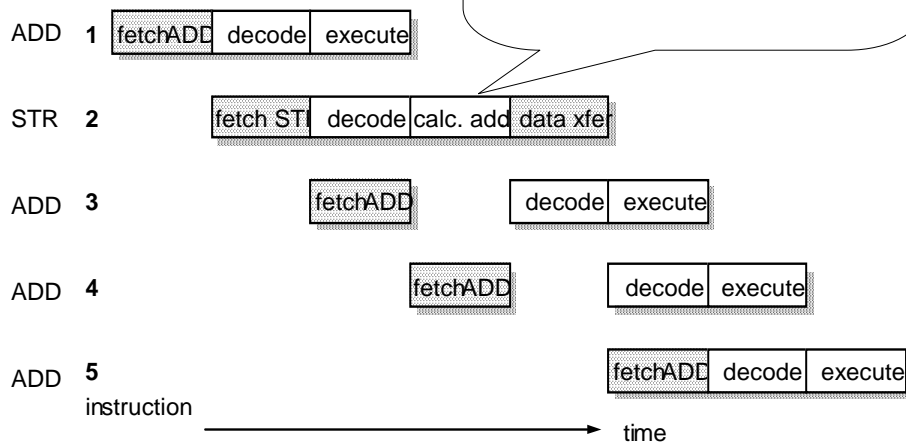 ADD 1 fetchADD decode execute
STR 2 fetch STI decode calc. add data xfer
ADD 3 fetchADD decode execute
ADD 4 fetchADD decode execute
ADD 5 fetchADD decode execute
instruction
time